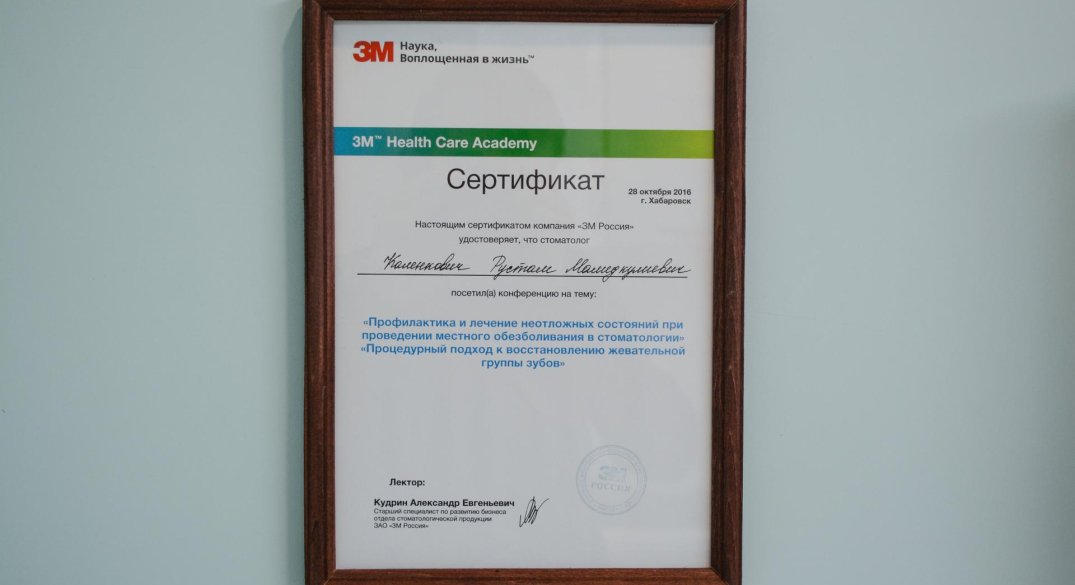 3M Наука,
Воплощенная в жизнь™
3M™ Health Care Academy
Сертификат
28 октября 2016
г. Хабаровск
Настоящим сертификатом компания «3М Россия»
удостоверяет, что стоматолог
Каленкович Рустам Мамедкулиевич
посетил(а) конференцию на тему:
«Профилактика и лечение неотложных состояний при
проведении местного обезболивания в стоматологии»
«Процедурный подход к восстановлению жевательной
группы зубов»
3M
РОССИЯ
Лектор:
Кудрин Александр Евгеньевич
Старший специалист по развитию бизнеса
отдела стоматологической продукции
ЗАО «3М Россия»